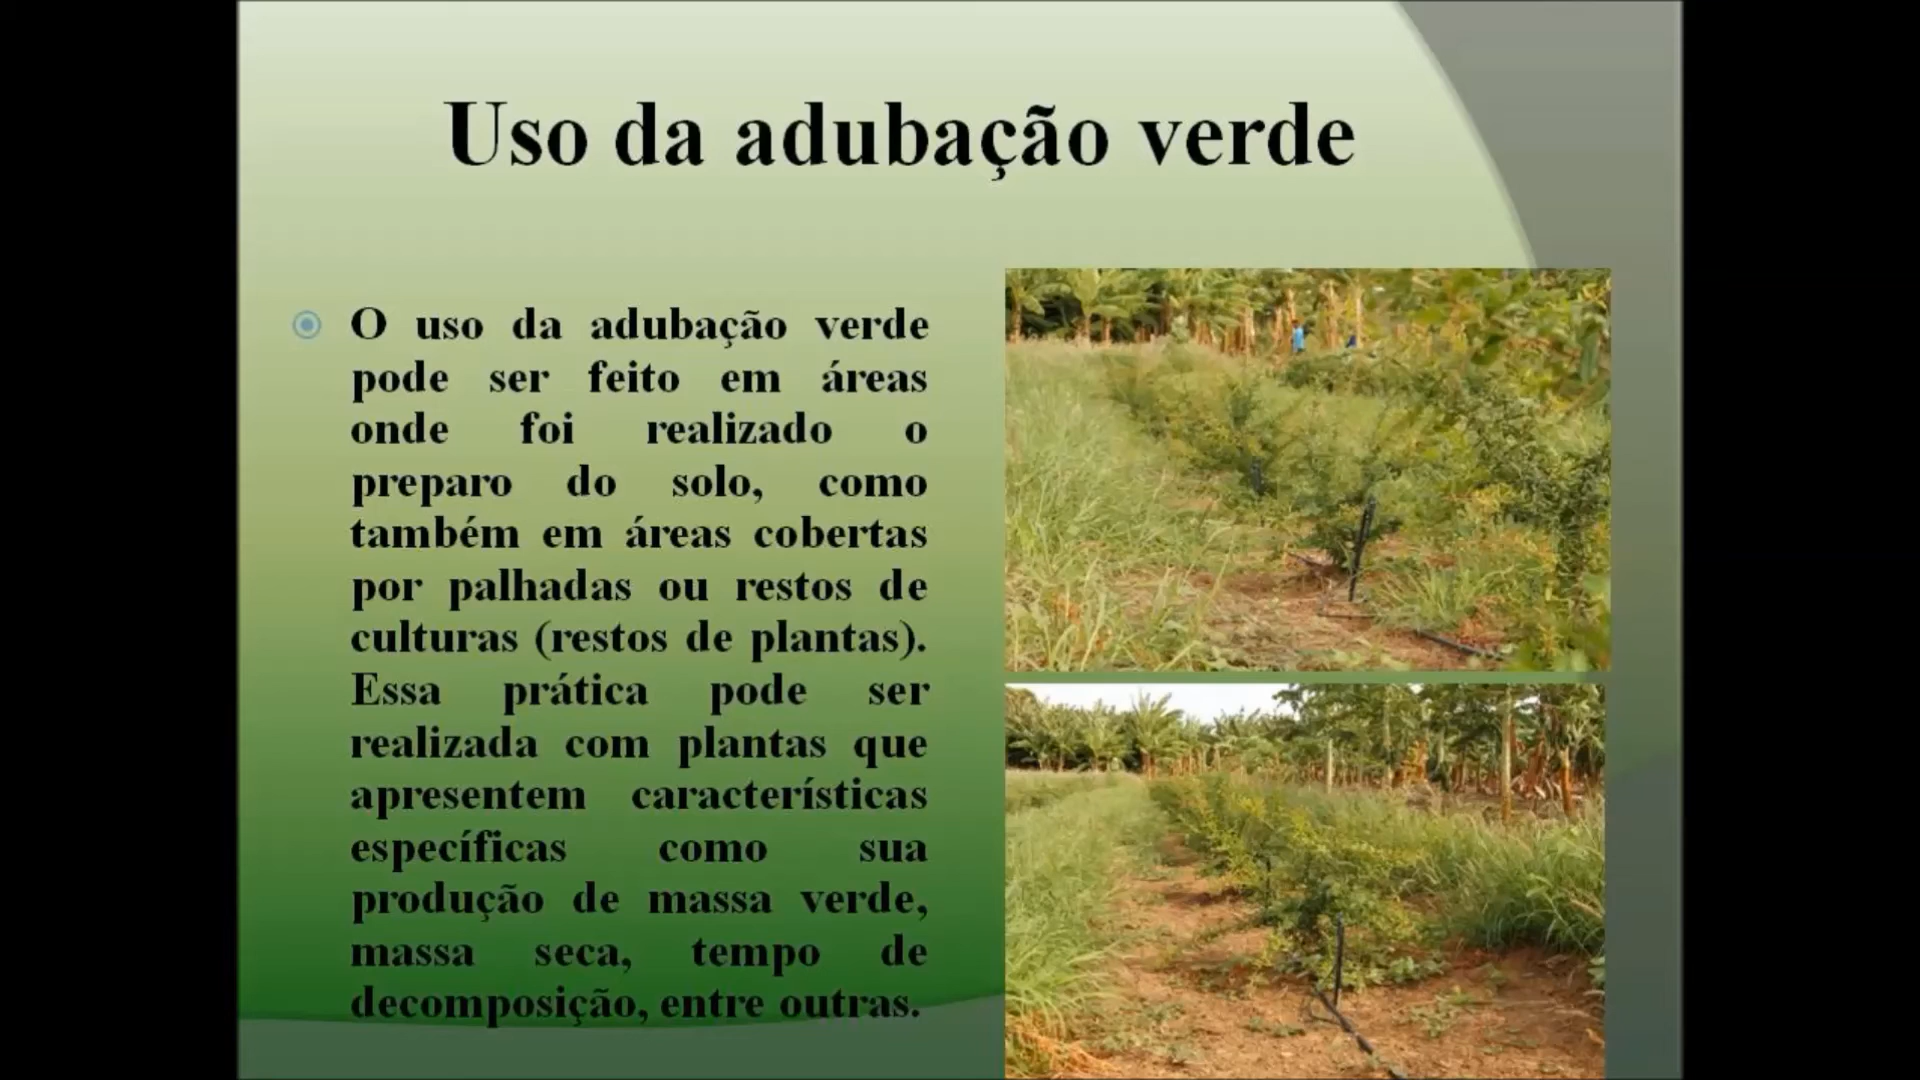 Uso da adubação verde
O uso da adubação verde
pode ser feito em áreas
onde foi realizado o
preparo do solo, como
também em áreas cobertas
por palhadas ou restos de
culturas (restos de plantas).
Essa prática pode ser
realizada com plantas que
apresentem características
específicas como sua
produção de massa verde,
massa seca, tempo de
decomposição, entre outras.